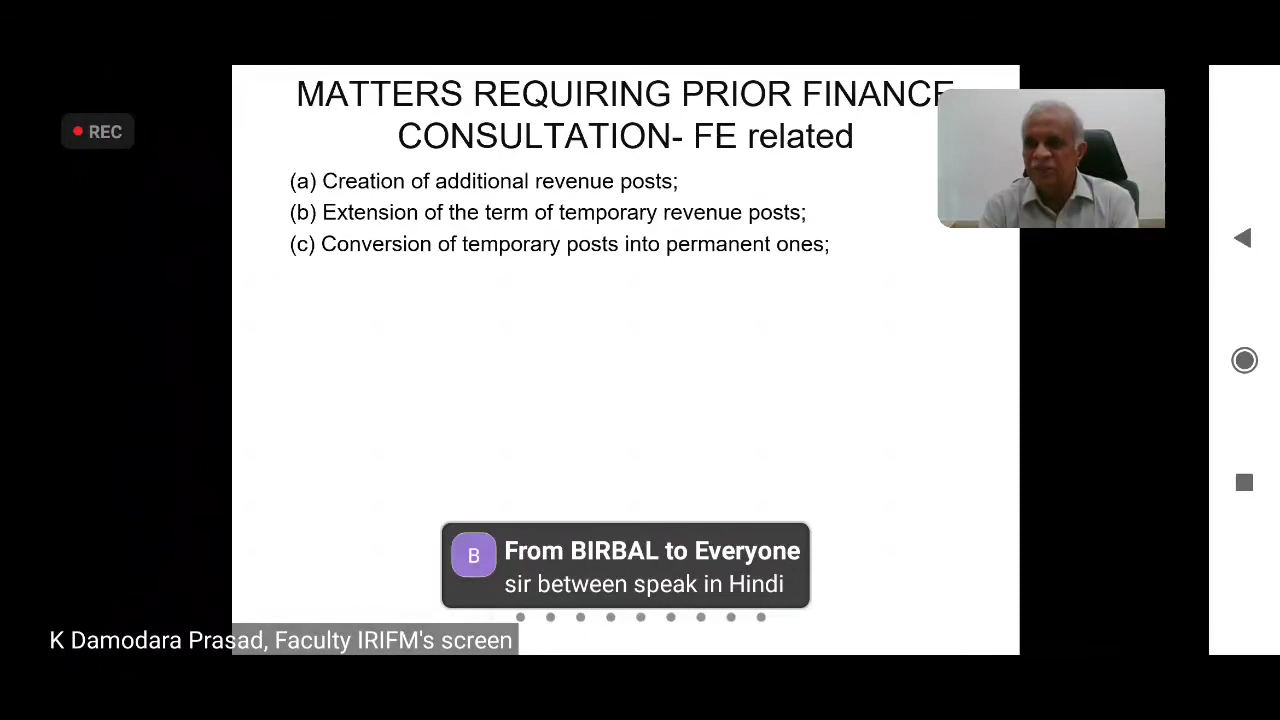 MATTERS REQUIRING PRIOR FINANCE
CONSULTATION- FE related
REC
(a) Creation of additional revenue posts;
(b) Extension of the term of temporary revenue posts;
(c) Conversion of temporary posts into permanent ones;
B
From BIRBAL to Everyone
sir between speak in Hindi
K Damodara Prasad, Faculty IRIFM's screen